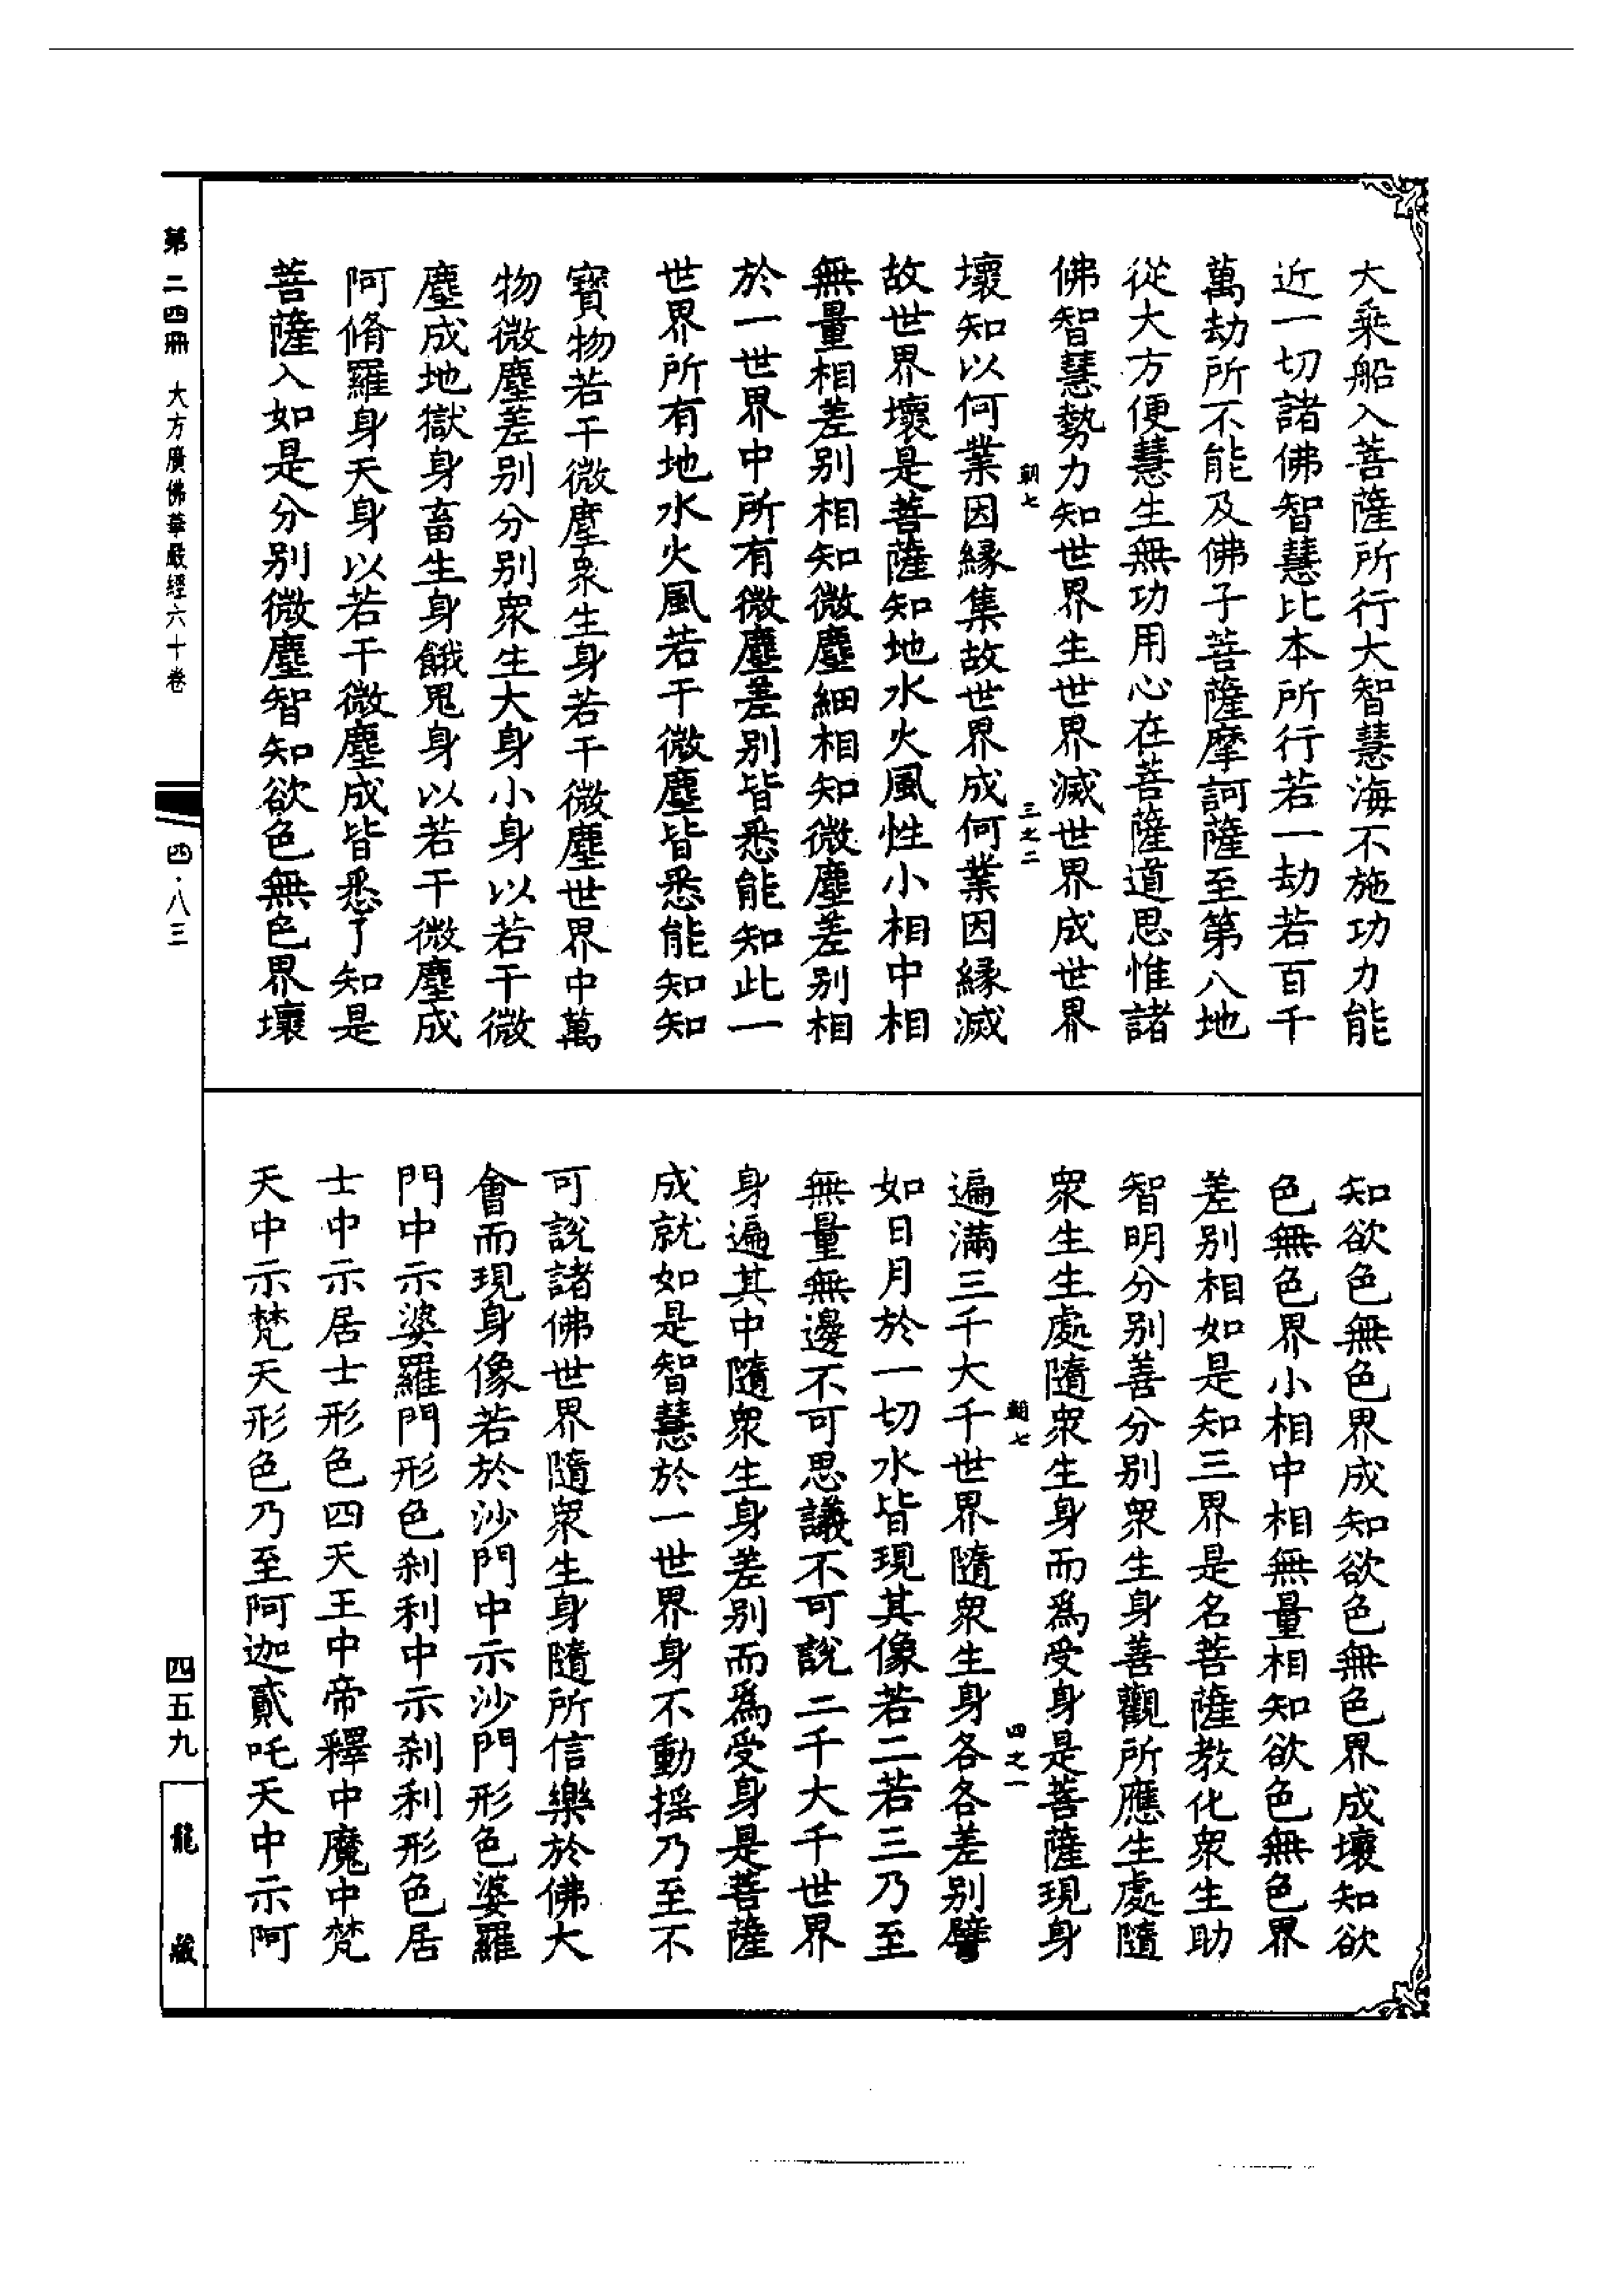 大乘船入菩薩所行大智慧海不施功力能
近一切諸佛智慧比本所行若一劫若百千
萬劫所不能及佛子菩薩摩訶薩至第八地
從大方便慧生無功用心在菩薩道思惟諸
佛智慧勢力知世界生世界滅世界成世界
朝七
三之二
壞知以何業因緣集故世界成何業因緣滅
故世界壞是菩薩知地水火風性小相中相
無量相差別相知微塵細相知微塵差別相
於一世界中所有微塵差別皆悉能知此一
世界所有地水火風若干微塵皆悉能知知
寶物若干微塵眾生身若干微塵世界中萬
物微塵差別分別眾生大身小身以若干微
塵成地獄身畜生身餓鬼身以若干微塵成
阿脩羅身天身以若干微塵成皆悉了知是
菩薩入如是分別微塵智知欲色無色界壞
知欲色無色界成知欲色無色界成壞知欲
色無色界小相中相無量相知欲色無色界
差別相如是知三界是名菩薩教化眾生助
智明分別善分別眾生身善觀所應生處隨
眾生生處隨眾生身而為受身是菩薩現身
朝七
四之一
遍滿三千大千世界隨眾生身各各差別譬
如日月於一切水皆現其像若二若三乃至
無量無邊不可思議不可說二千大千世界
身遍其中隨眾生身差別而為受身是菩薩
成就如是智慧於一世界身不動搖乃至不
可說諸佛世界隨眾生身隨所信樂於佛大
會而現身像若於沙門中示沙門形色婆羅
門中示婆羅門形色剎利中示剎利形色居
士中示居士形色四天王中帝釋中魔中梵
天中示梵天形色乃至阿迦貳吒天中示阿
第二四冊 大方廣佛華嚴經六十卷
四·八三
四五九
龍藏